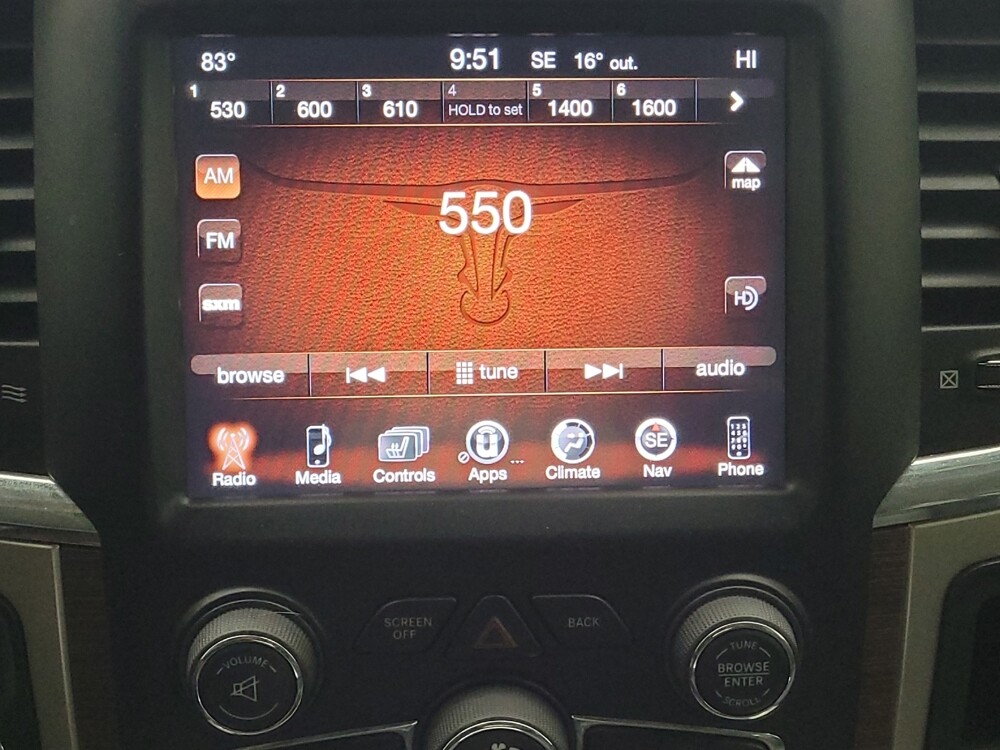 83° 9:51 SE 16° out. HI
1 530 2 600 3 610 4 HOLD to set 5 1400 6 1600
AM
map
550
FM
sxm
HD
browse tune audio
SE
Radio Media Controls Apps Climate Nav Phone
SCREEN OFF
BACK
VOLUME
TUNE
BROWSE
ENTER
SCROLL